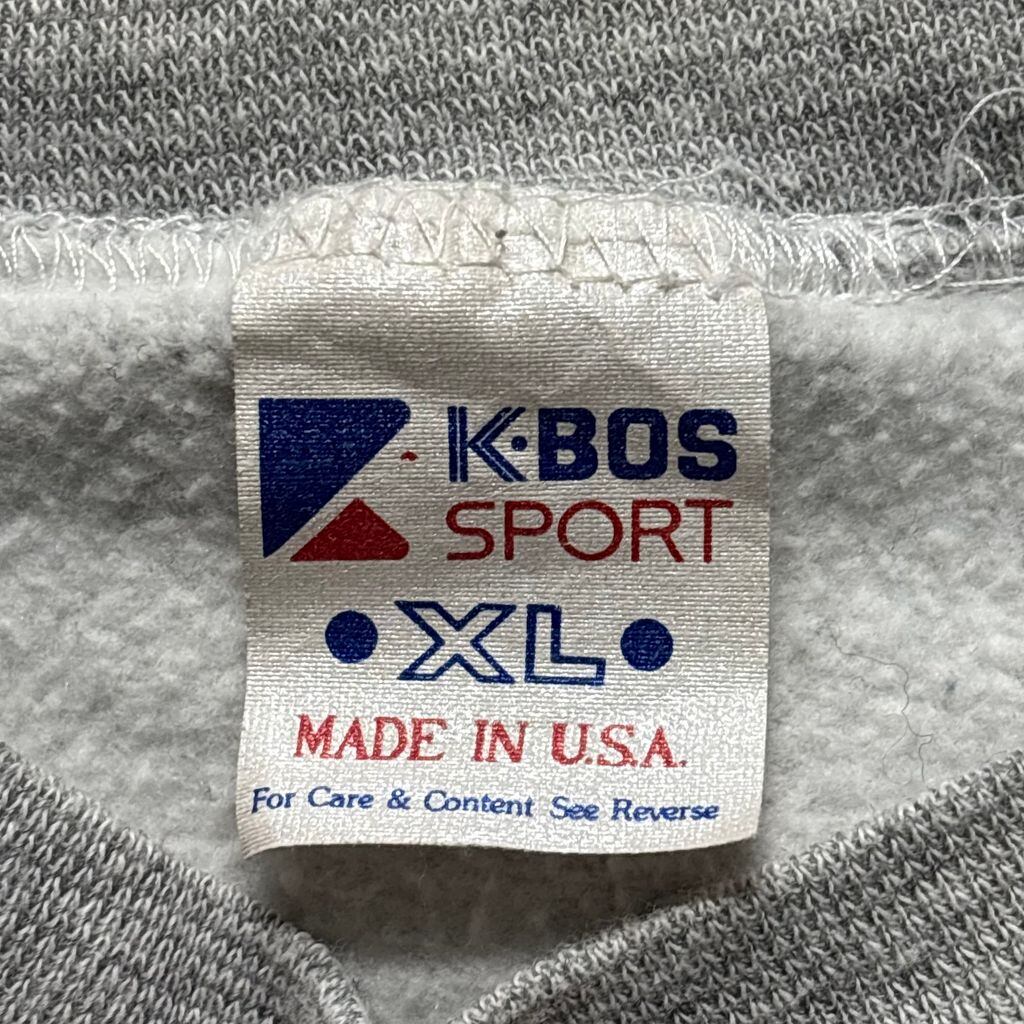 K·BOS
SPORT
• XL •
MADE IN U.S.A.
For Care & Content See Reverse